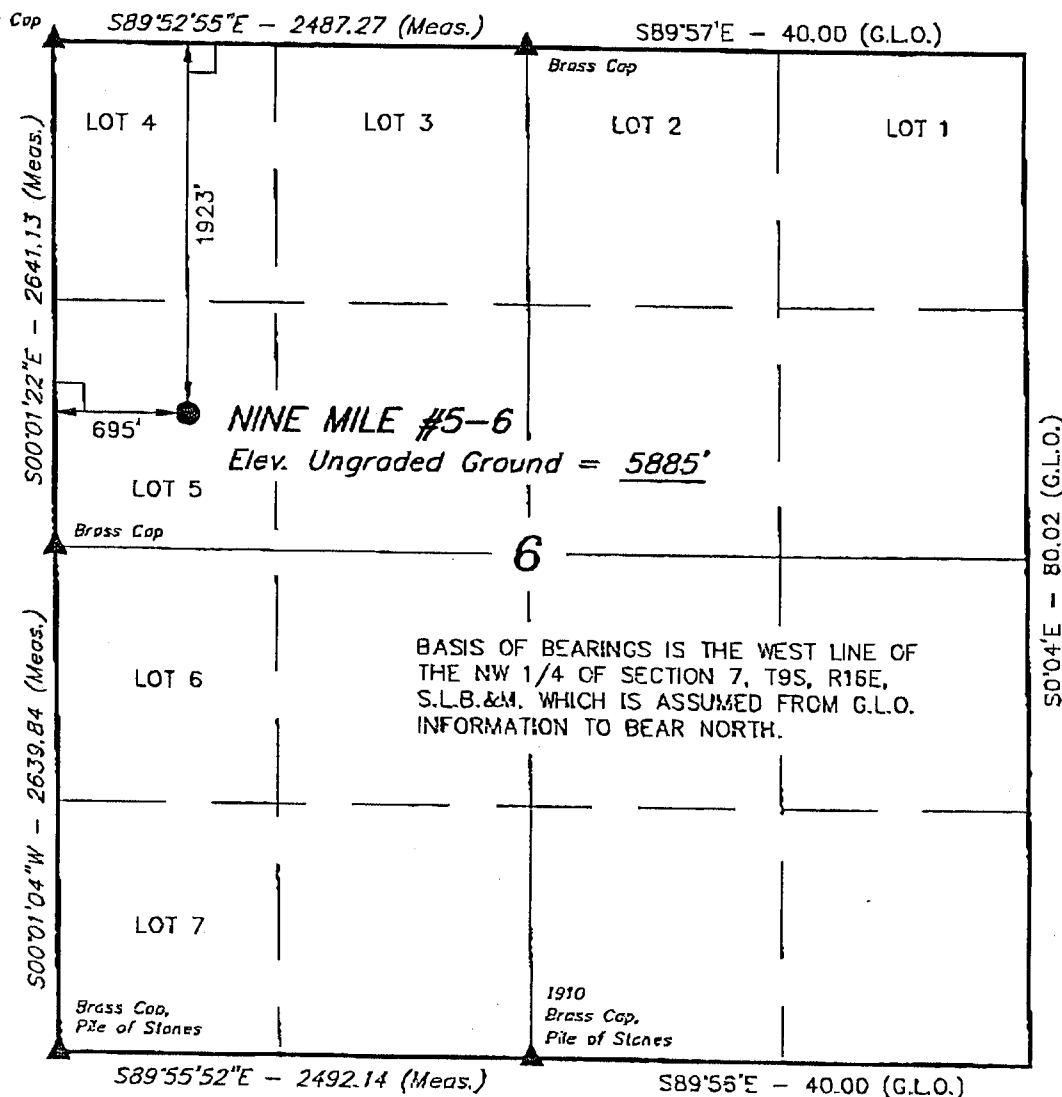 Cap
S89°52'55"E - 2487.27 (Meas.)
S89°57'E - 40.00 (G.L.O.)
Brass Cap
LOT 4
LOT 3
LOT 2
LOT 1
S00°01'22"E - 2641.13 (Meas.)
1923'
695'
NINE MILE #5-6
Elev. Ungraded Ground = 5885'
LOT 5
Brass Cap
6
S0°04'E - 80.02 (G.L.O.)
BASIS OF BEARINGS IS THE WEST LINE OF
THE NW 1/4 OF SECTION 7, T9S, R16E,
S.L.B.&M. WHICH IS ASSUMED FROM G.L.O.
INFORMATION TO BEAR NORTH.
LOT 6
S00°01'04"W - 2639.84 (Meas.)
LOT 7
Brass Cap,
Pile of Stones
1910
Brass Cap,
Pile of Stones
S89°55'52"E - 2492.14 (Meas.)
S89°56'E - 40.00 (G.L.O.)